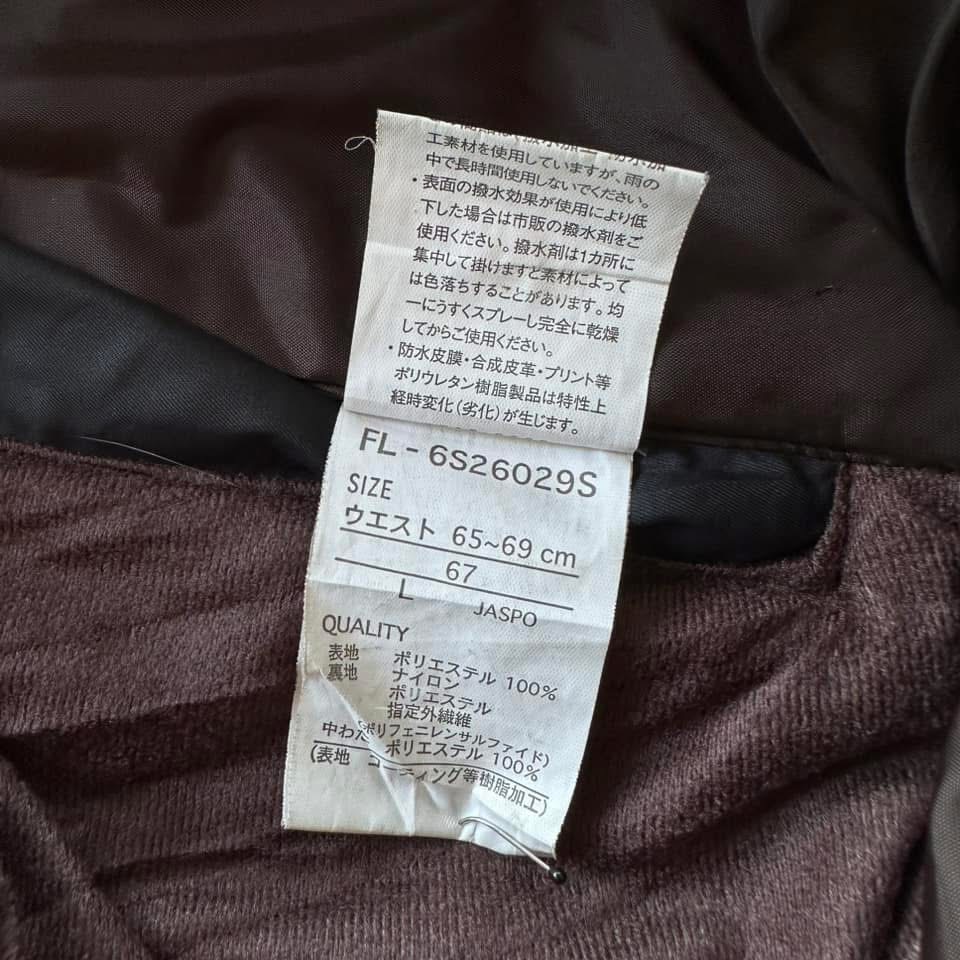 工素材を使用していますが、雨の
中で長時間使用しないでください。
・表面の撥水効果が使用により低
下した場合は市販の撥水剤をご
使用ください。撥水剤は1カ所に
集中して掛けますと素材によって
は色落ちすることがあります。均
一にうすくスプレーし完全に乾燥
してからご使用ください。
・防水皮膜・合成皮革・プリント等
ポリウレタン樹脂製品は特性上
経時変化(劣化)が生じます。
FL-6S26029S
SIZE
ウエスト 65~69 cm
67
L JASPO
QUALITY
表地 ポリエステル 100%
裏地 ナイロン
ポリエステル
指定外繊維
(ポリフェニレンサルファイド)
中わた ポリエステル 100%
(表地 コーティング等樹脂加工)